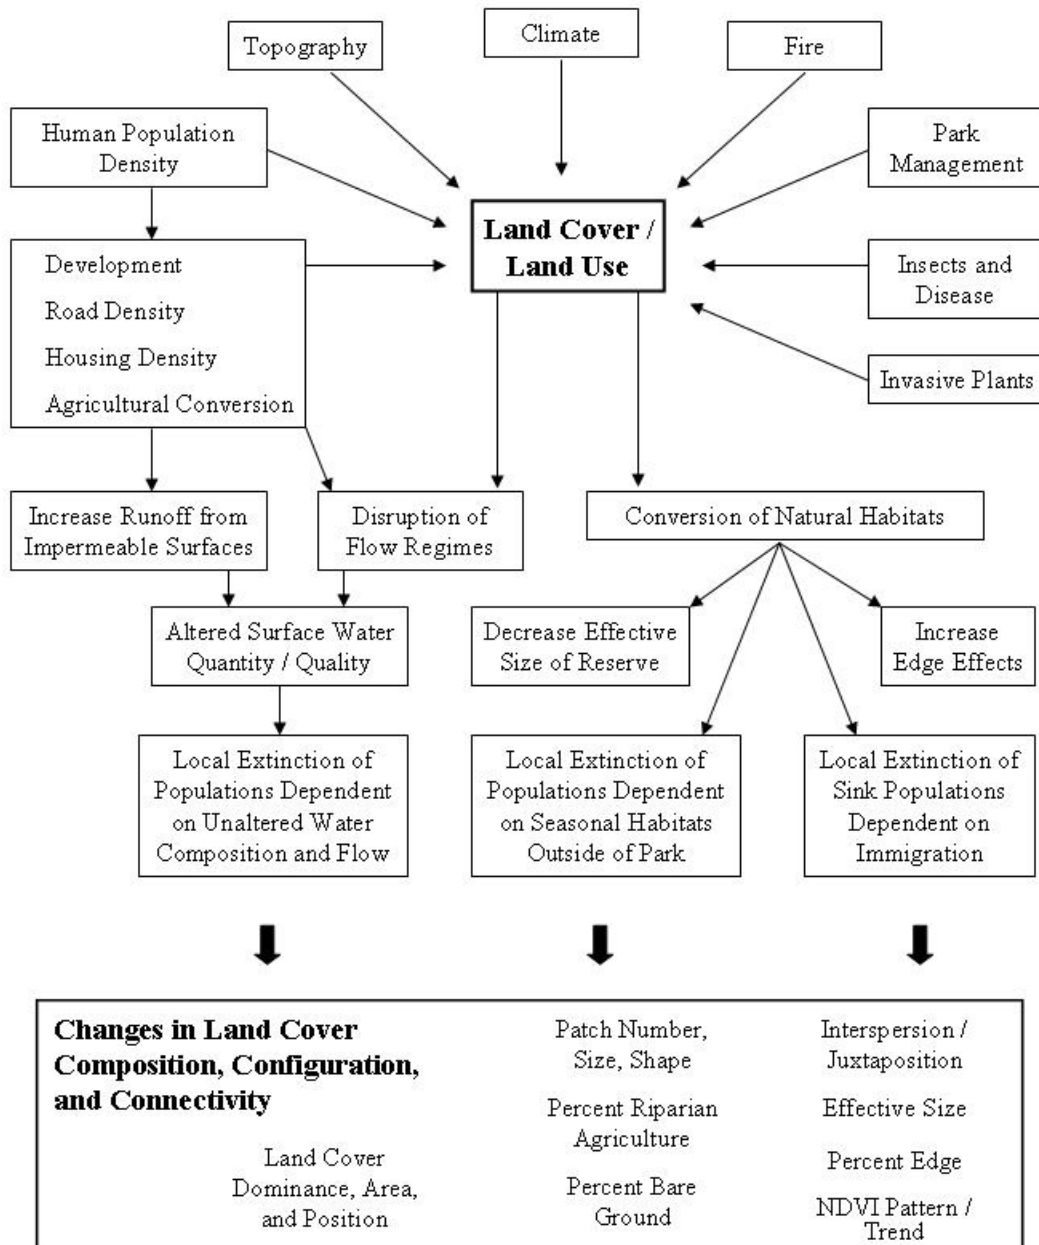 Topography
Climate
Fire
Human Population
Density
Park
Management
Land Cover /
Land Use
Development
Road Density
Housing Density
Agricultural Conversion
Insects and
Disease
Invasive Plants
Increase Runoff from
Impermeable Surfaces
Disruption of
Flow Regimes
Conversion of Natural Habitats
Altered Surface Water
Quantity / Quality
Decrease Effective
Size of Reserve
Increase
Edge Effects
Local Extinction of
Populations Dependent
on Unaltered Water
Composition and Flow
Local Extinction of
Populations Dependent
on Seasonal Habitats
Outside of Park
Local Extinction of
Sink Populations
Dependent on
Immigration
Changes in Land Cover
Composition, Configuration,
and Connectivity
Land Cover
Dominance, Area,
and Position
Patch Number,
Size, Shape
Percent Riparian
Agriculture
Percent Bare
Ground
Interspersion /
Juxtaposition
Effective Size
Percent Edge
NDVI Pattern /
Trend